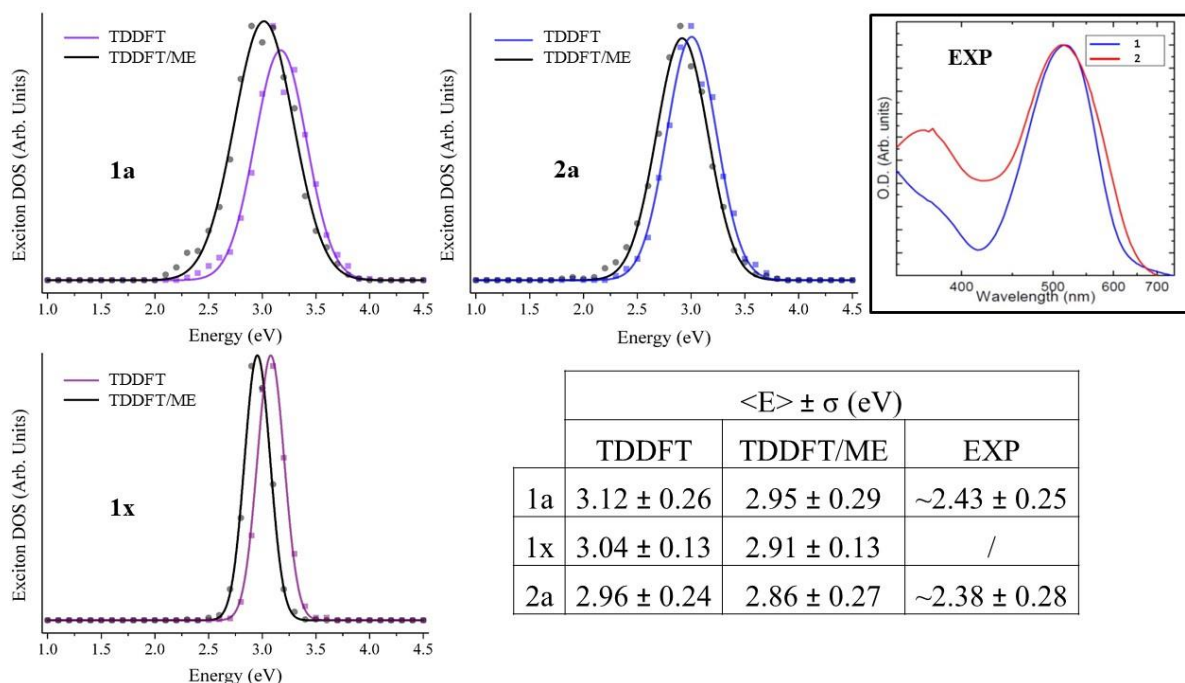 TDDFT
TDDFT/ME
1a
Exciton DOS (Arb. Units)
1.0 1.5 2.0 2.5 3.0 3.5 4.0 4.5
Energy (eV)
TDDFT
TDDFT/ME
2a
Exciton DOS (Arb. Units)
1.0 1.5 2.0 2.5 3.0 3.5 4.0 4.5
Energy (eV)
EXP
1
2
O.D. (Arb. units)
400 500 600 700
Wavelength (nm)
TDDFT
TDDFT/ME
1x
Exciton DOS (Arb. Units)
1.0 1.5 2.0 2.5 3.0 3.5 4.0 4.5
Energy (eV)
<E> ± σ (eV)
TDDFT TDDFT/ME EXP
1a 3.12 ± 0.26 2.95 ± 0.29 ~2.43 ± 0.25
1x 3.04 ± 0.13 2.91 ± 0.13 /
2a 2.96 ± 0.24 2.86 ± 0.27 ~2.38 ± 0.28